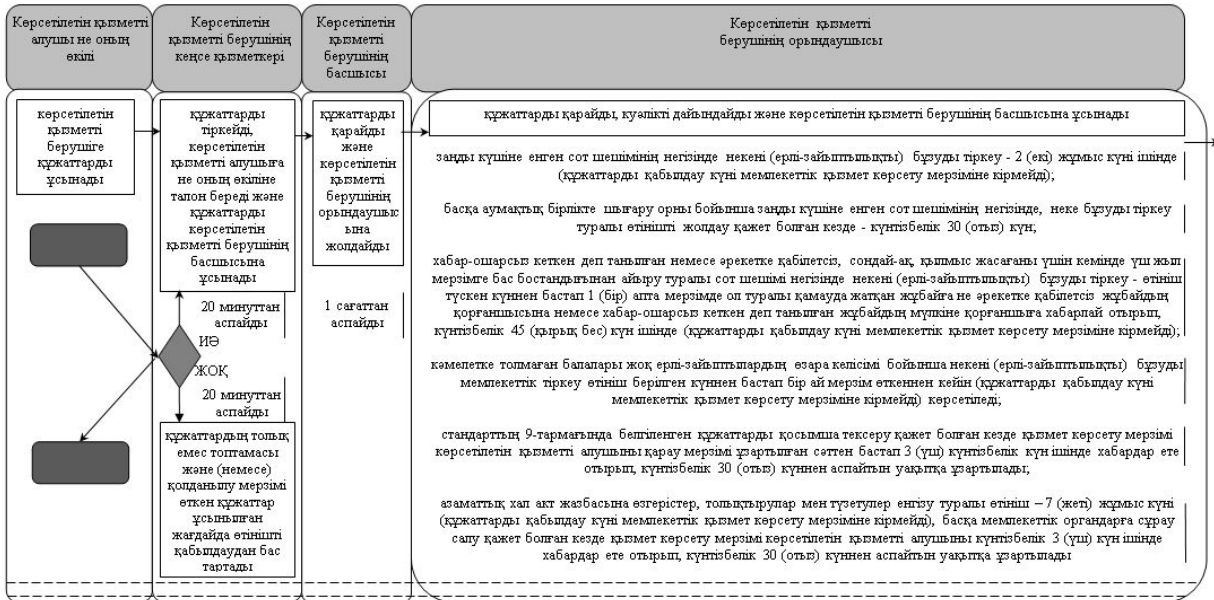 Көрсетілетін қызметті
алушы не оның
өкілі
Көрсетілетін
қызметті берушінің
кеңсе қызметкері
Көрсетілетін
қызметті
берушінің
басшысы
Көрсетілетін қызметті
берушінің орындаушысы
көрсетілетін
қызметті
берушіге
құжаттарды
ұсынады
құжаттарды
тіркейді,
көрсетілетін
қызметті алушыға
не оның өкіліне
талон береді және
құжаттарды
көрсетілетін
қызметті берушінің
басшысына
ұсынады
20 минуттан
аспайды
ИӘ
ЖОҚ
20 минуттан
аспайды
құжаттардың толық
емес топтамасы
және (немесе)
қолданылу мерзімі
өткен құжаттар
ұсынылған
жағдайда өтінішті
қабылдаудан бас
тартады
құжаттарды
қарайды
және
көрсетілетін
қызметті
берушінің
орындаушыс
ына
жолдайды
1 сағаттан
аспайды
құжаттарды қарайды, куәлікті дайындайды және көрсетілетін қызметті берушінің басшысына ұсынады
заңды күшіне енген сот шешімінің негізінде некені (ерлі-зайыптылықты) бұзуды тіркеу - 2 (екі) жұмыс күні ішінде
(құжаттарды қабылдау күні мемлекеттік қызмет көрсету мерзіміне кірмейді);
басқа аумақтық бірлікте шығару орны бойынша заңды күшіне енген сот шешімінің негізінде, неке бұзуды тіркеу
туралы өтінішті жолдау қажет болған кезде - күнтізбелік 30 (отыз) күн;
хабар-ошарсыз кеткен деп танылған немесе әрекетке қабілетсіз, сондай-ақ, қылмыс жасағаны үшін кемінде үш жыл
мерзімге бас бостандығынан айыру туралы сот шешімі негізінде некені (ерлі-зайыптылықты) бұзуды тіркеу - өтініш
түскен күннен бастап 1 (бір) апта мерзімде ол туралы қамауда жатқан жұбайға не әрекетке қабілетсіз жұбайдың
қорғаншысына немесе хабар-ошарсыз кеткен деп танылған жұбайдың мүлкіне қорғаншыға хабарлай отырып,
күнтізбелік 45 (қырық бес) күн ішінде (құжаттарды қабылдау күні мемлекеттік қызмет көрсету мерзіміне кірмейді);
кәмелетке толмаған балалары жоқ ерлі-зайыптылардың өзара келісімі бойынша некені (ерлі-зайыптылықты) бұзуды
мемлекеттік тіркеу өтініш берілген күннен бастап бір ай мерзім өткеннен кейін (құжаттарды қабылдау күні
мемлекеттік қызмет көрсету мерзіміне кірмейді) көрсетіледі;
стандарттың 9-тармағында белгіленген құжаттарды қосымша тексеру қажет болған кезде қызмет көрсету мерзімі
көрсетілетін қызметті алушыны қарау мерзімі ұзартылған сәттен бастап 3 (үш) күнтізбелік күн ішінде хабардар ете
отырып, күнтізбелік 30 (отыз) күннен аспайтын уақытқа ұзартылады;
азаматтық хал акт жазбасына өзгерістер, толықтырулар мен түзетулер енгізу туралы өтініш – 7 (жеті) жұмыс күні
(құжаттарды қабылдау күні мемлекеттік қызмет көрсету мерзіміне кірмейді), басқа мемлекеттік органдарға сұрау
салу қажет болған кезде қызмет көрсету мерзімі көрсетілетін қызметті алушыны күнтізбелік 3 (үш) күн ішінде
хабардар ете отырып, күнтізбелік 30 (отыз) күннен аспайтын уақытқа ұзартылады